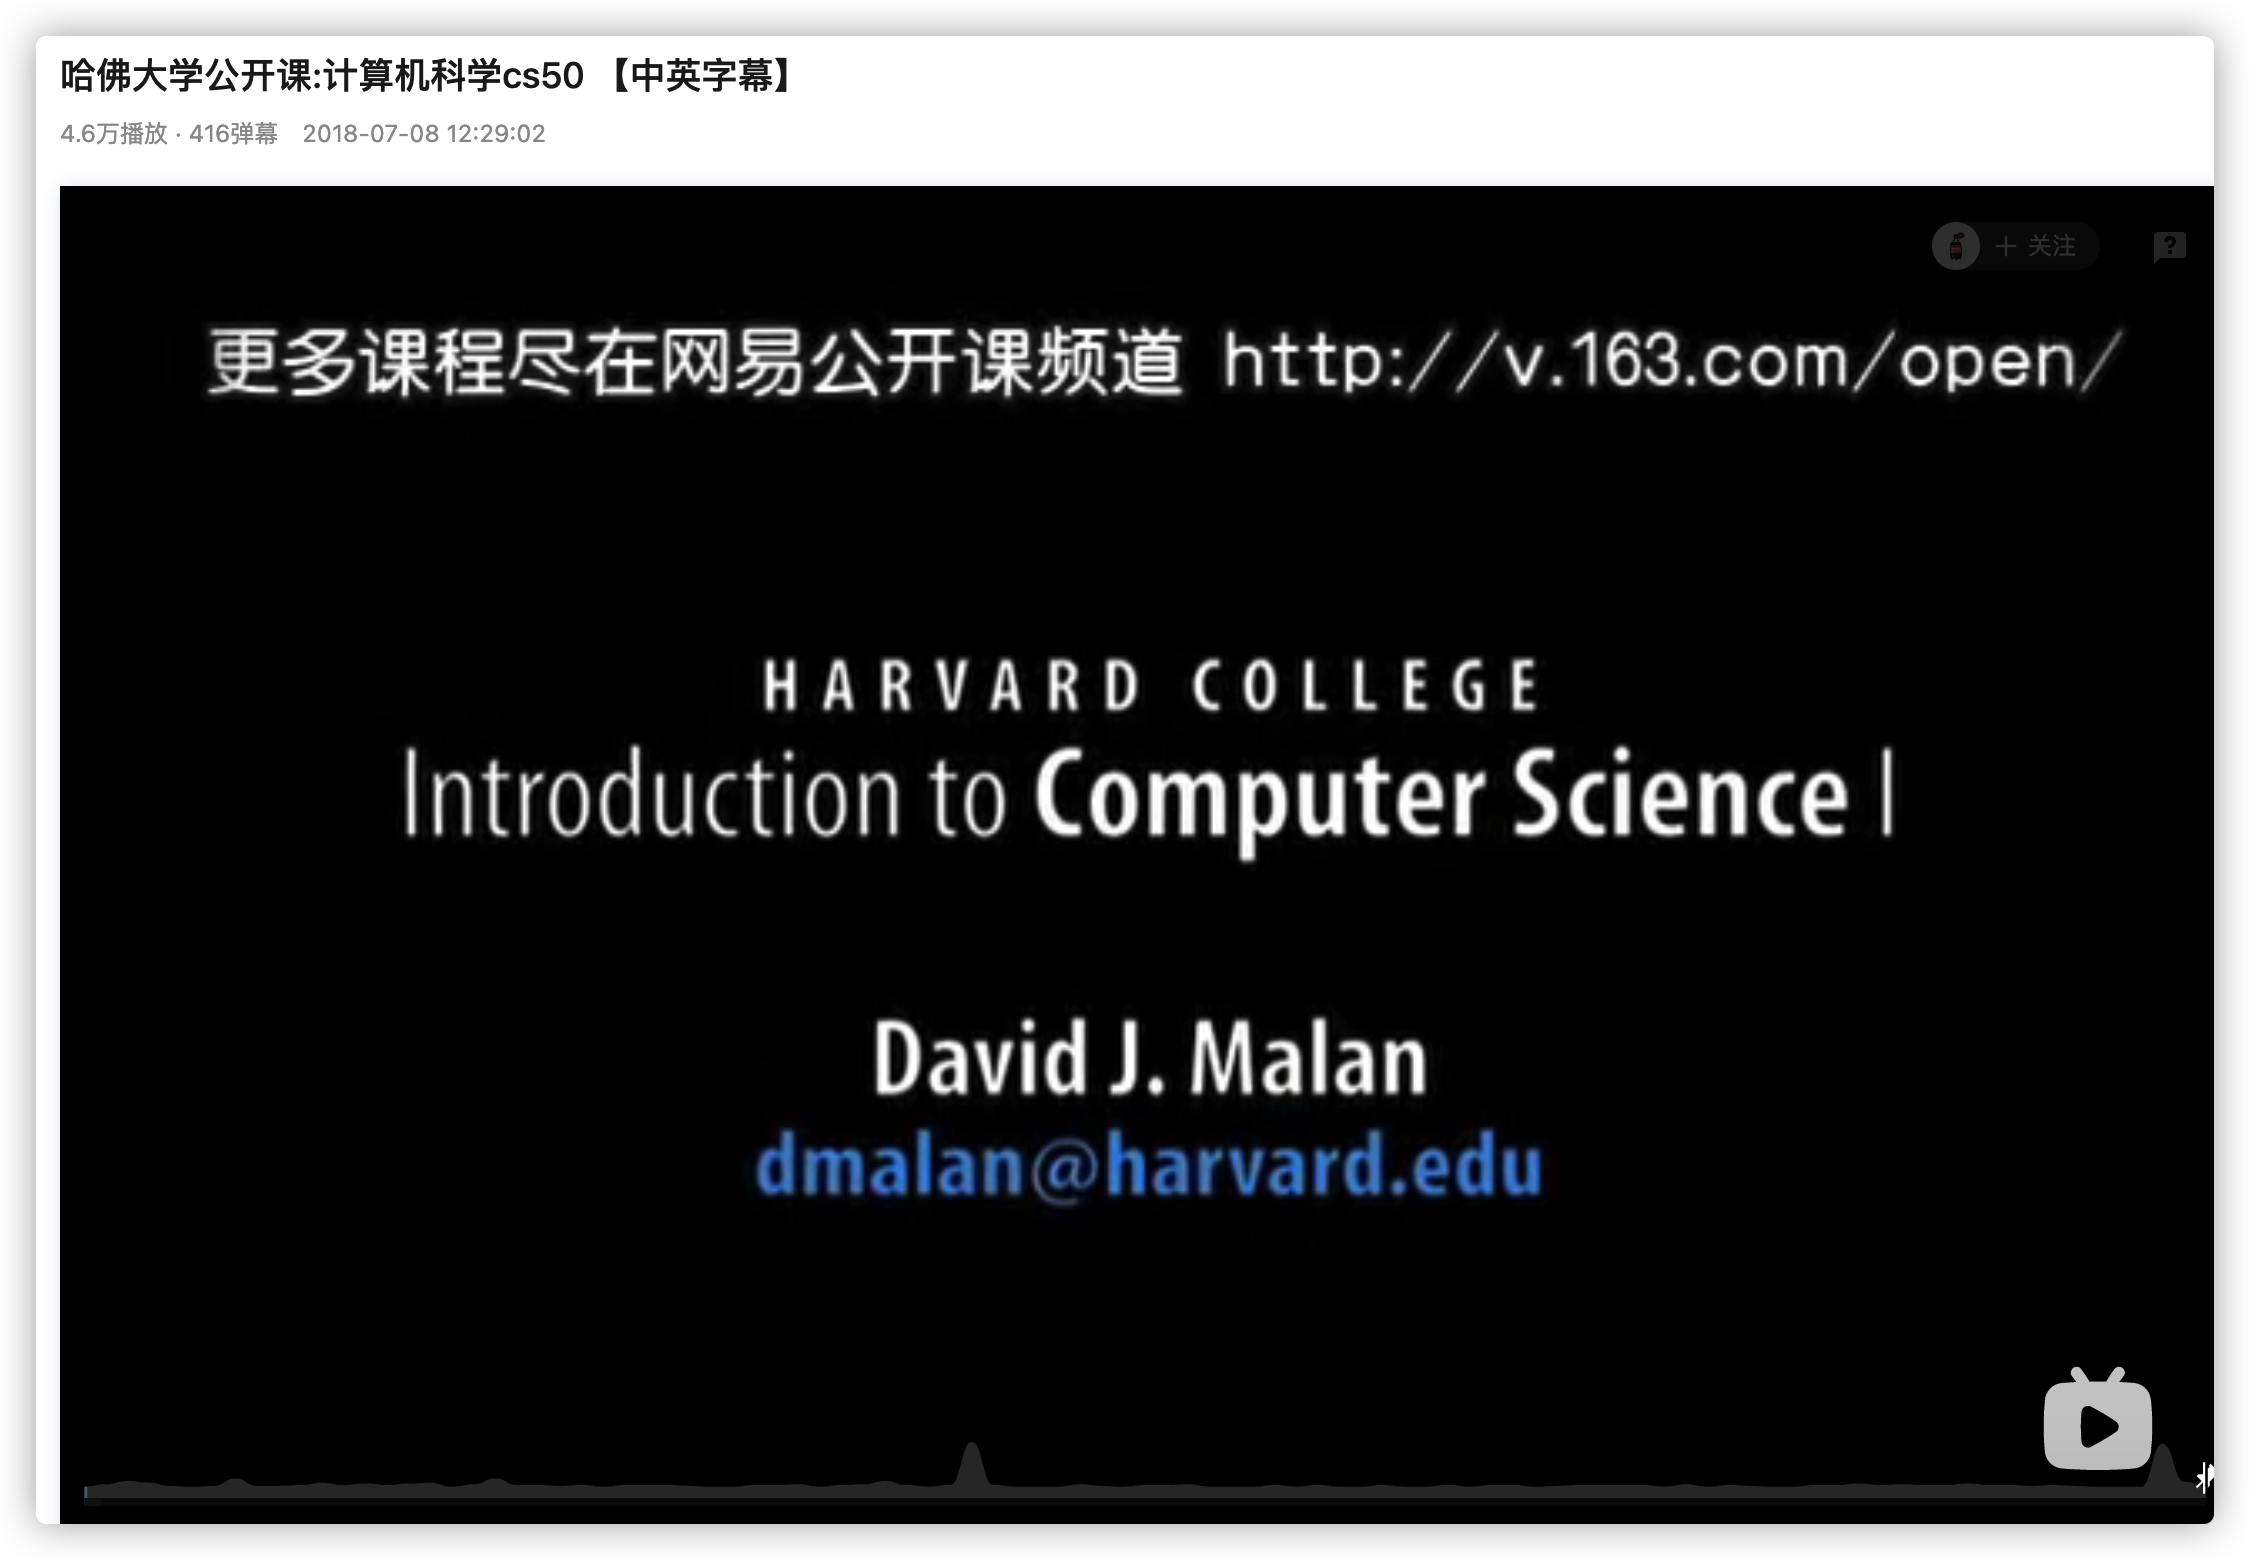 哈佛大学公开课:计算机科学cs50 【中英字幕】
4.6万播放 · 416弹幕 2018-07-08 12:29:02
+ 关注
更多课程尽在网易公开课频道 http://v.163.com/open/
HARVARD COLLEGE
Introduction to Computer Science I
David J. Malan
dmalan@harvard.edu